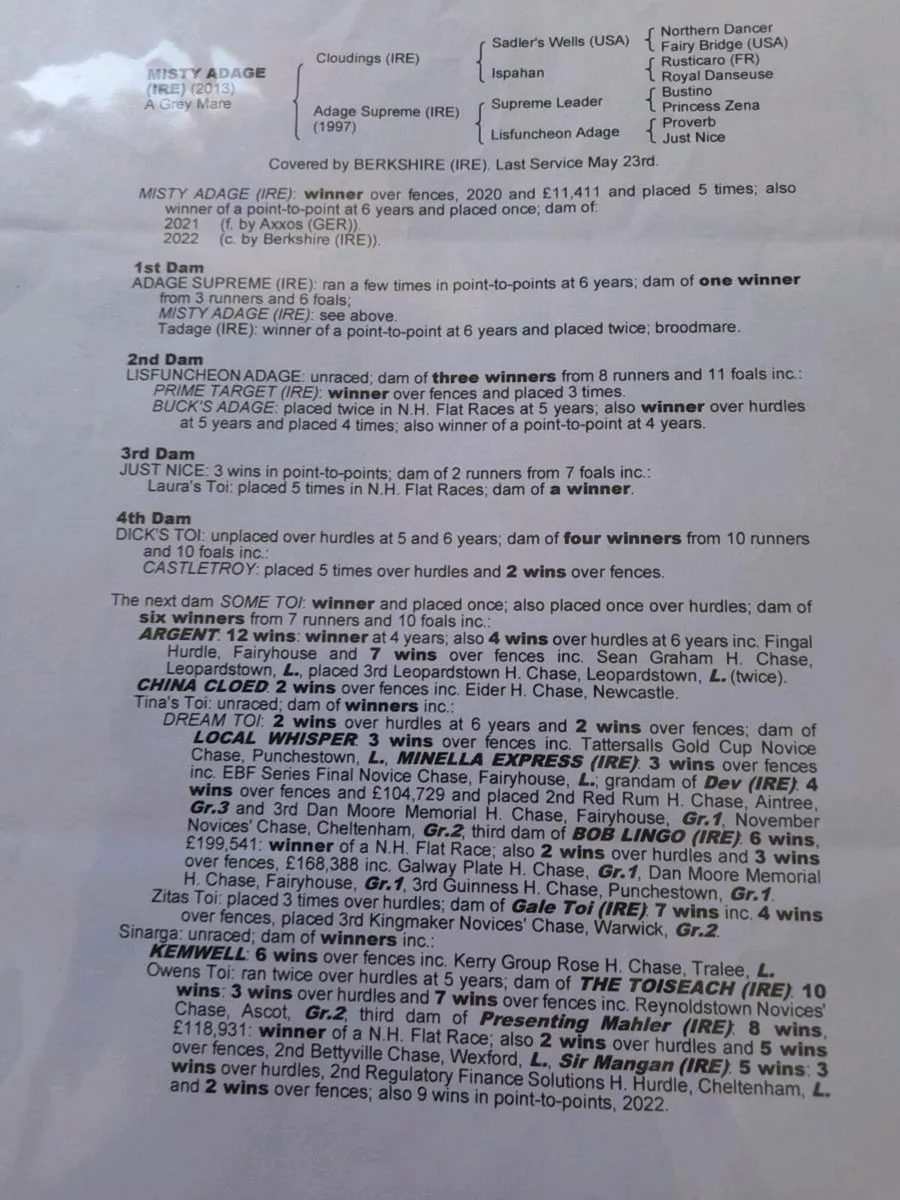 MISTY ADAGE
(IRE) (2013)
A Grey Mare
Cloudings (IRE)
Adage Supreme (IRE)
(1997)
Sadler's Wells (USA)
Ispahan
Supreme Leader
Lisfuncheon Adage
Northern Dancer
Fairy Bridge (USA)
Rusticaro (FR)
Royal Danseuse
Bustino
Princess Zena
Proverb
Just Nice
Covered by BERKSHIRE (IRE). Last Service May 23rd.
MISTY ADAGE (IRE): winner over fences, 2020 and £11,411 and placed 5 times; also
winner of a point-to-point at 6 years and placed once; dam of:
2021 (f. by Axxos (GER)).
2022 (c. by Berkshire (IRE)).
1st Dam
ADAGE SUPREME (IRE): ran a few times in point-to-points at 6 years; dam of one winner
from 3 runners and 6 foals;
MISTY ADAGE (IRE): see above.
Tadage (IRE): winner of a point-to-point at 6 years and placed twice; broodmare.
2nd Dam
LISFUNCHEON ADAGE: unraced; dam of three winners from 8 runners and 11 foals inc.:
PRIME TARGET (IRE): winner over fences and placed 3 times.
BUCK'S ADAGE: placed twice in N.H. Flat Races at 5 years; also winner over hurdles
at 5 years and placed 4 times; also winner of a point-to-point at 4 years.
3rd Dam
JUST NICE: 3 wins in point-to-points; dam of 2 runners from 7 foals inc.:
Laura's Toi: placed 5 times in N.H. Flat Races; dam of a winner.
4th Dam
DICK'S TOI: unplaced over hurdles at 5 and 6 years; dam of four winners from 10 runners
and 10 foals inc.:
CASTLETROY: placed 5 times over hurdles and 2 wins over fences.
The next dam SOME TOI: winner and placed once; also placed once over hurdles; dam of
six winners from 7 runners and 10 foals inc.:
ARGENT: 12 wins: winner at 4 years; also 4 wins over hurdles at 6 years inc. Fingal
Hurdle, Fairyhouse and 7 wins over fences inc. Sean Graham H. Chase,
Leopardstown, L., placed 3rd Leopardstown H. Chase, Leopardstown, L. (twice).
CHINA CLOED: 2 wins over fences inc. Eider H. Chase, Newcastle.
Tina's Toi: unraced; dam of winners inc.:
DREAM TOI: 2 wins over hurdles at 6 years and 2 wins over fences; dam of
LOCAL WHISPER: 3 wins over fences inc. Tattersalls Gold Cup Novice
Chase, Punchestown, L., MINELLA EXPRESS (IRE): 3 wins over fences
inc. EBF Series Final Novice Chase, Fairyhouse, L.; grandam of Dev (IRE): 4
wins over fences and £104,729 and placed 2nd Red Rum H. Chase, Aintree,
Gr.3 and 3rd Dan Moore Memorial H. Chase, Fairyhouse, Gr.1, November
Novices' Chase, Cheltenham, Gr.2; third dam of BOB LINGO (IRE): 6 wins,
£199,541: winner of a N.H. Flat Race; also 2 wins over hurdles and 3 wins
over fences, £168,388 inc. Galway Plate H. Chase, Gr.1, Dan Moore Memorial
H. Chase, Fairyhouse, Gr.1, 3rd Guinness H. Chase, Punchestown, Gr.1.
Zitas Toi: placed 3 times over hurdles; dam of Gale Toi (IRE): 7 wins inc. 4 wins
over fences, placed 3rd Kingmaker Novices' Chase, Warwick, Gr.2.
Sinarga: unraced; dam of winners inc.:
KEMWELL: 6 wins over fences inc. Kerry Group Rose H. Chase, Tralee, L.
Owens Toi: ran twice over hurdles at 5 years; dam of THE TOISEACH (IRE): 10
wins: 3 wins over hurdles and 7 wins over fences inc. Reynoldstown Novices'
Chase, Ascot, Gr.2; third dam of Presenting Mahler (IRE): 8 wins,
£118,931: winner of a N.H. Flat Race; also 2 wins over hurdles and 5 wins
over fences, 2nd Bettyville Chase, Wexford, L., Sir Mangan (IRE): 5 wins: 3
wins over hurdles, 2nd Regulatory Finance Solutions H. Hurdle, Cheltenham, L.
and 2 wins over fences; also 9 wins in point-to-points, 2022.